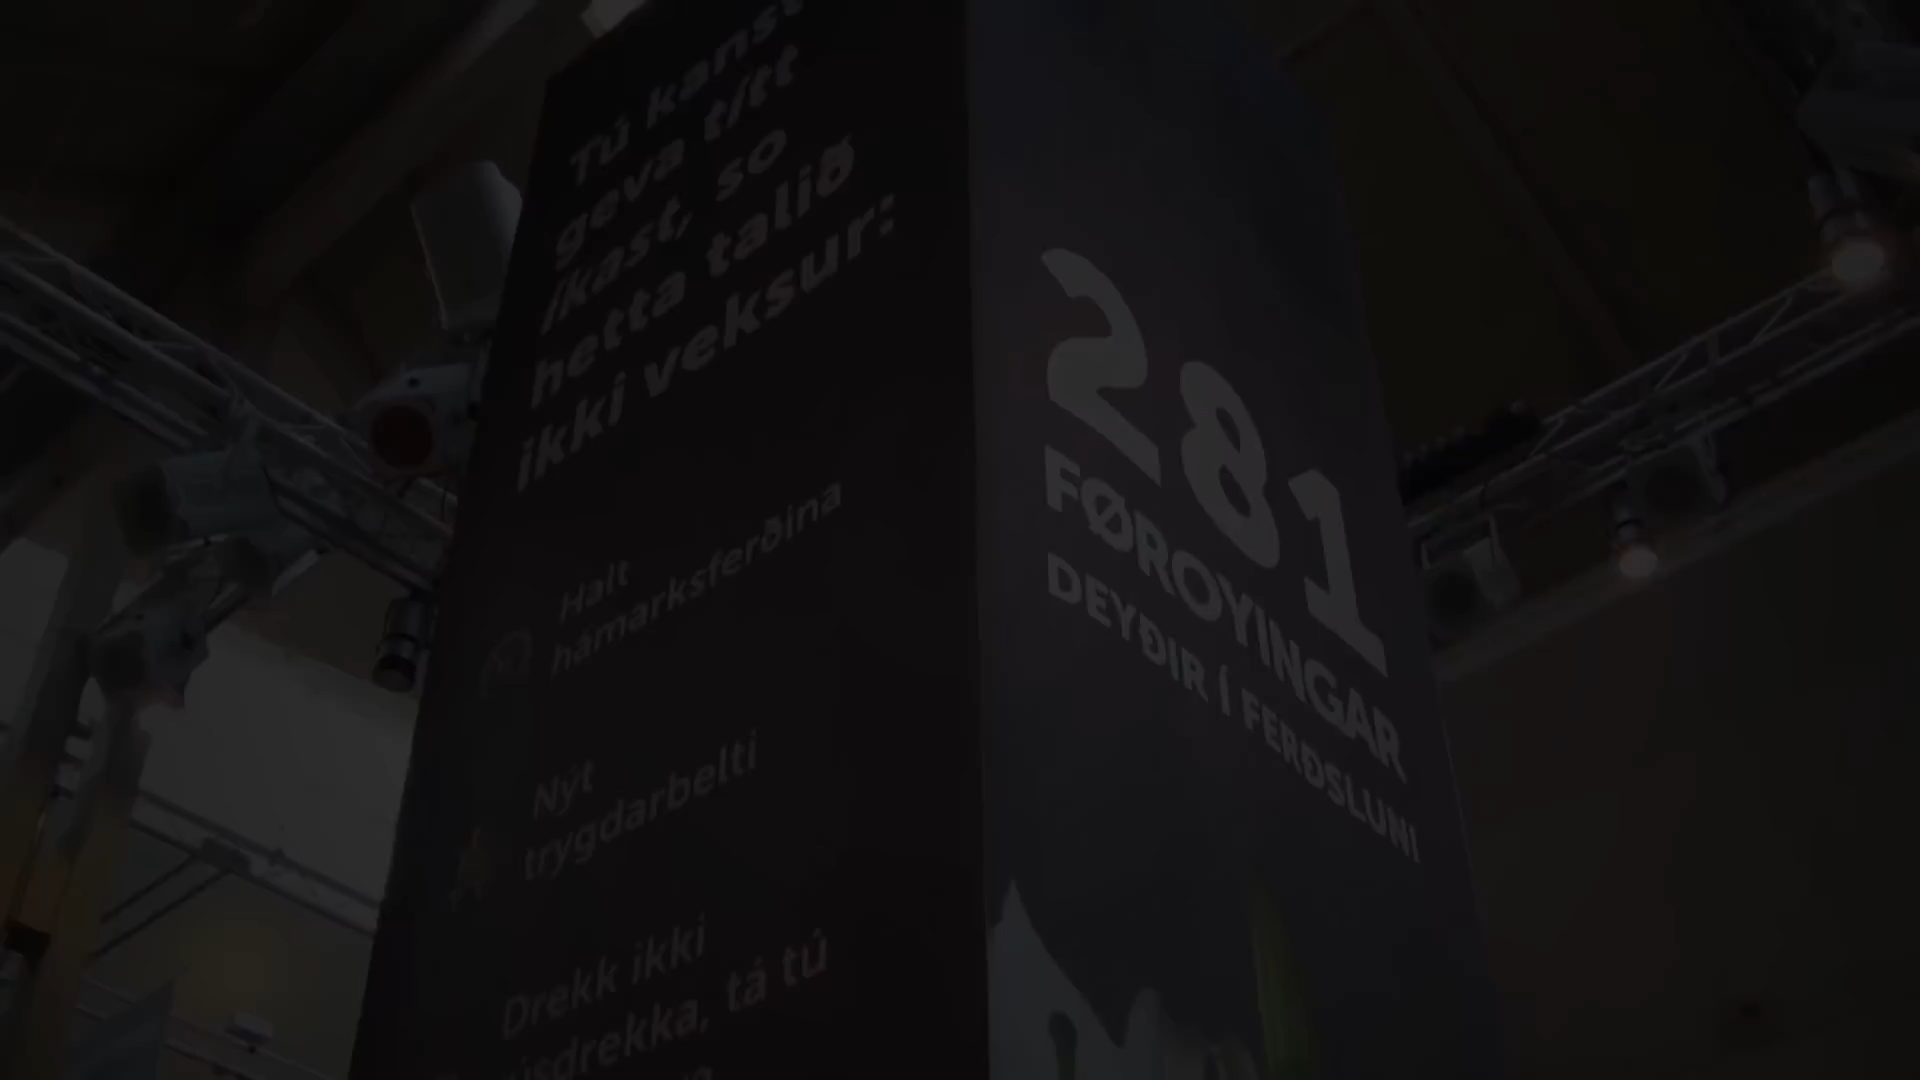 Tú kanst
geva títt
íkast, so
hetta talið
ikki veksur:
Halt
hámarksferðina
Nýt
trygdarbelti
Drekk ikki
rúsdrekka, tá tú
281
FØROYINGAR
DEYÐIR Í FERÐSLUNI